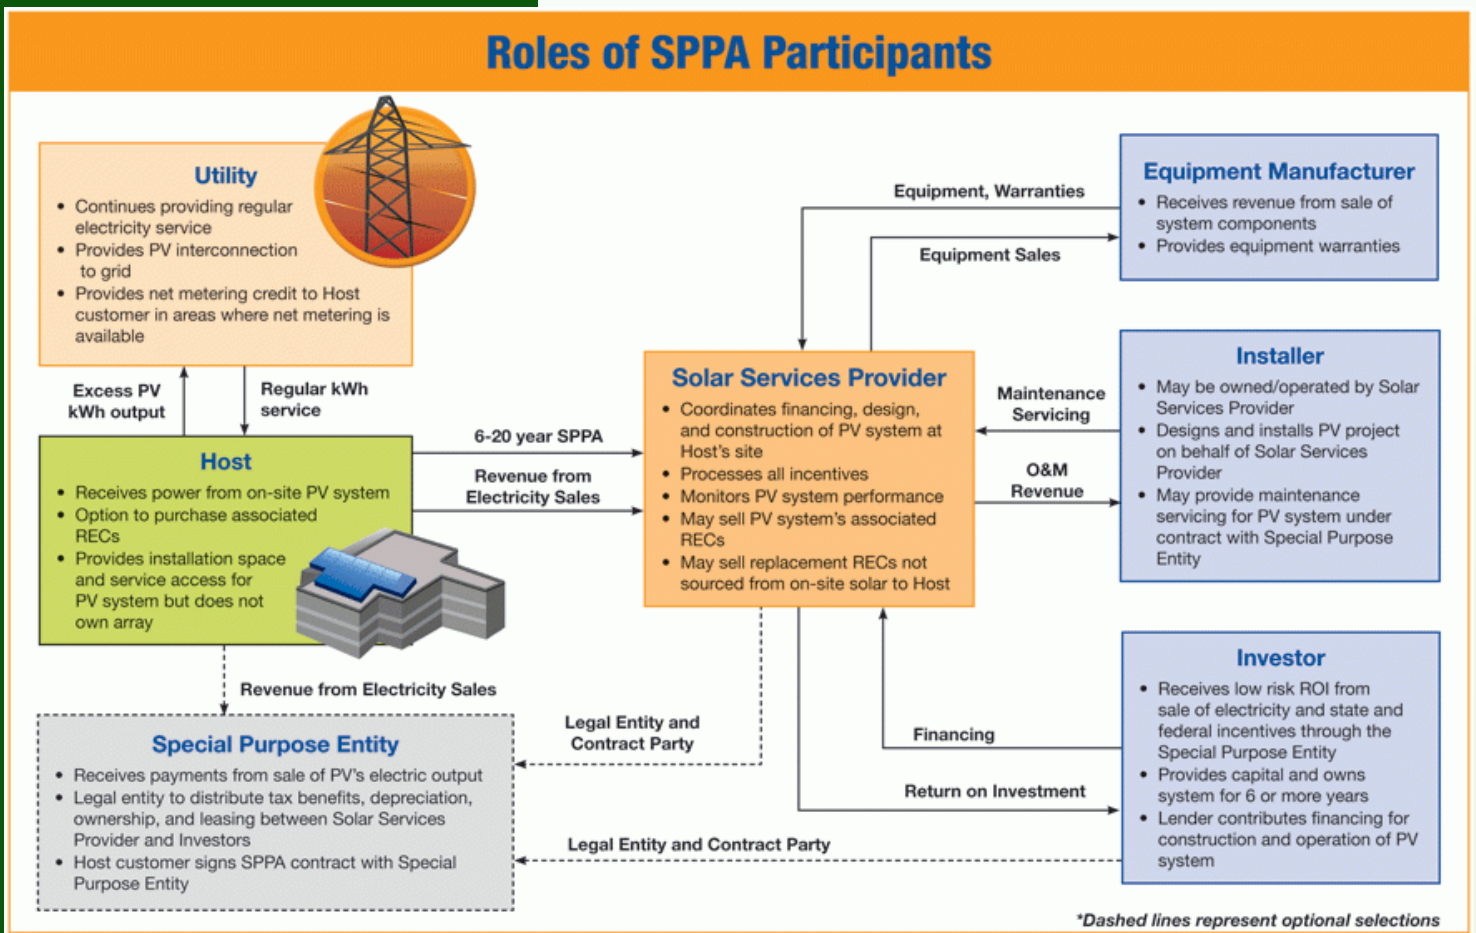 Roles of SPPA Participants
Utility
• Continues providing regular
electricity service
• Provides PV interconnection
to grid
• Provides net metering credit to Host
customer in areas where net metering is
available
Equipment, Warranties
Equipment Sales
Equipment Manufacturer
• Receives revenue from sale of
system components
• Provides equipment warranties
Excess PV
kWh output
Regular kWh
service
Host
• Receives power from on-site PV system
• Option to purchase associated
RECs
• Provides installation space
and service access for
PV system but does not
own array
6-20 year SPPA
Revenue from
Electricity Sales
Solar Services Provider
• Coordinates financing, design,
and construction of PV system at
Host's site
• Processes all incentives
• Monitors PV system performance
• May sell PV system's associated
RECs
• May sell replacement RECs not
sourced from on-site solar to Host
Maintenance
Servicing
O&M
Revenue
Installer
• May be owned/operated by Solar
Services Provider
• Designs and installs PV project
on behalf of Solar Services
Provider
• May provide maintenance
servicing for PV system under
contract with Special Purpose
Entity
Revenue from Electricity Sales
Special Purpose Entity
• Receives payments from sale of PV's electric output
• Legal entity to distribute tax benefits, depreciation,
ownership, and leasing between Solar Services
Provider and Investors
• Host customer signs SPPA contract with Special
Purpose Entity
Legal Entity and
Contract Party
Financing
Return on Investment
Legal Entity and Contract Party
Investor
• Receives low risk ROI from
sale of electricity and state and
federal incentives through the
Special Purpose Entity
• Provides capital and owns
system for 6 or more years
• Lender contributes financing for
construction and operation of PV
system
*Dashed lines represent optional selections